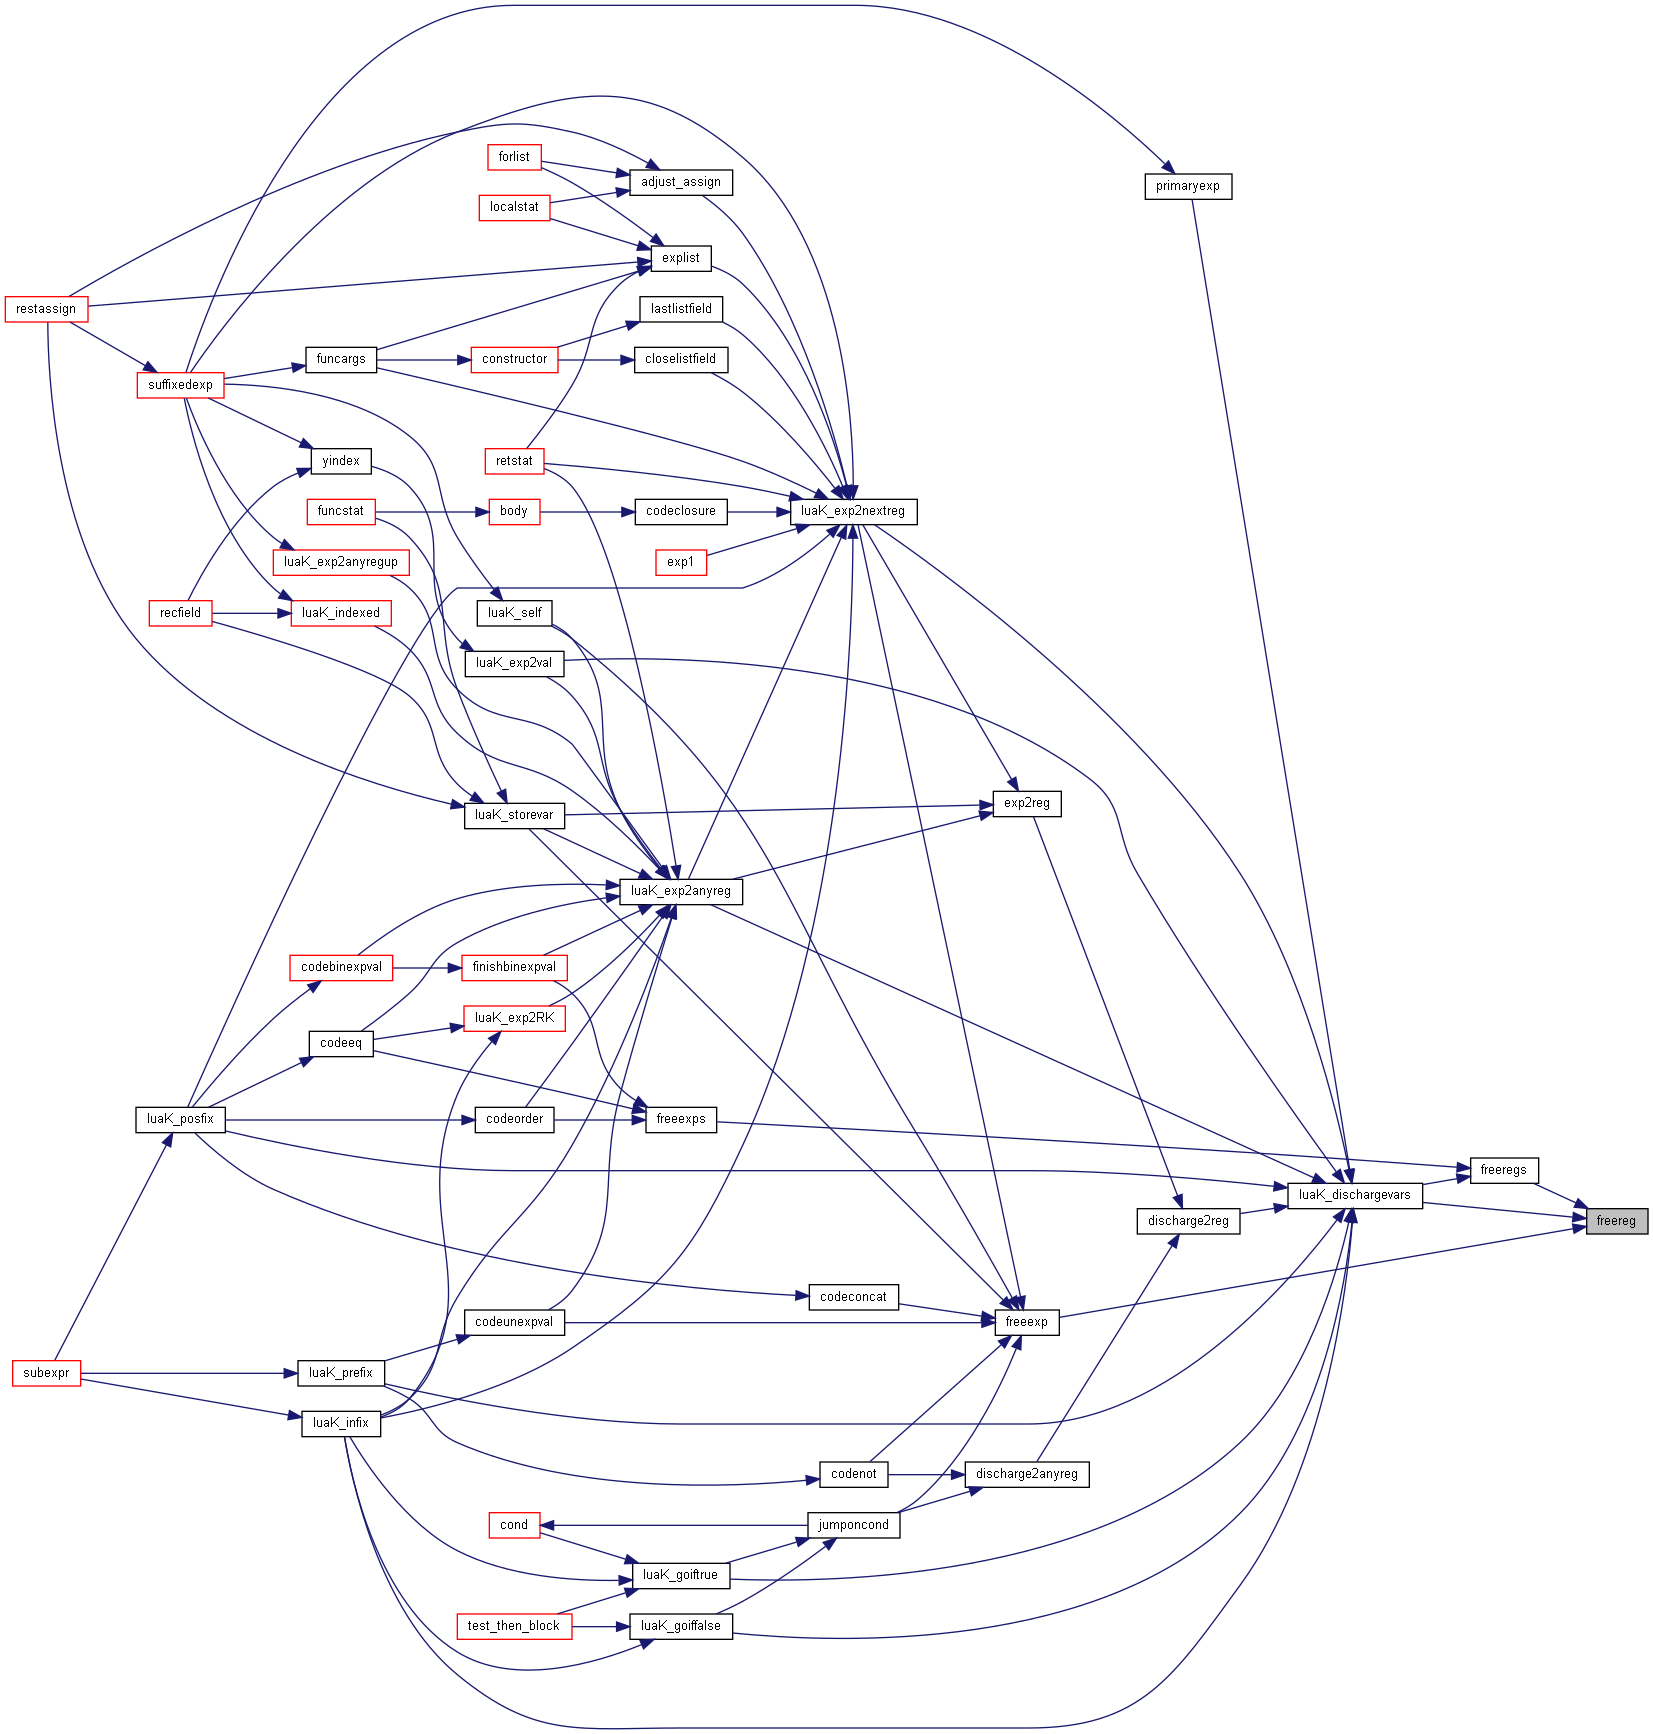 forlist
adjust_assign
primaryexp
localstat
explist
restassign
lastlistfield
funcargs
constructor
closelistfield
suffixedexp
yindex
retstat
funcstat
body
codeclosure
luaK_exp2nextreg
luaK_exp2anyregup
exp1
recfield
luaK_indexed
luaK_self
luaK_exp2val
luaK_storevar
exp2reg
luaK_exp2anyreg
codebinexpval
finishbinexpval
luaK_exp2RK
codeeq
luaK_posfix
codeorder
freeexps
freeregs
luaK_dischargevars
discharge2reg
freereg
codeconcat
codeunexpval
freeexp
subexpr
luaK_prefix
luaK_infix
codenot
discharge2anyreg
cond
jumponcond
luaK_goiftrue
test_then_block
luaK_goiffalse